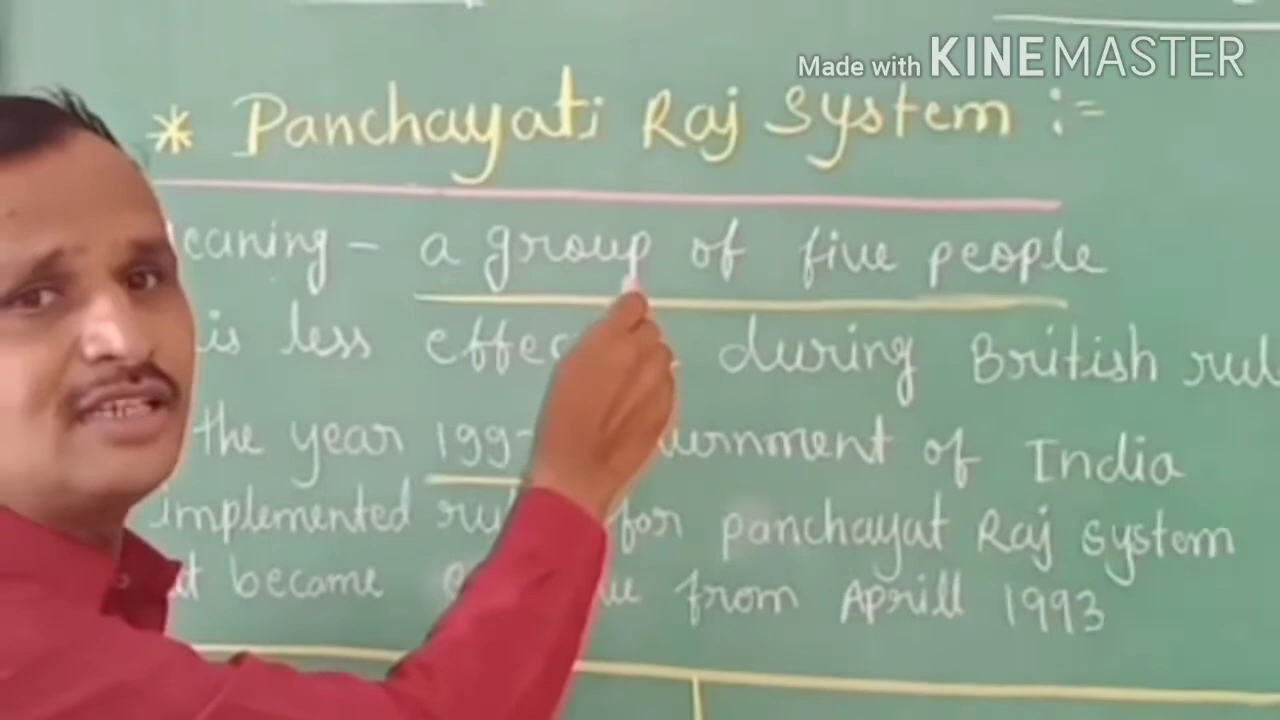 Made with KINEMASTER
* Panchayati Raj System :=
eaning - a group of five people
is less effec during British rul
the year 199 ernment of India
implemented ru for panchayat Raj system
t became from Aprill 1993